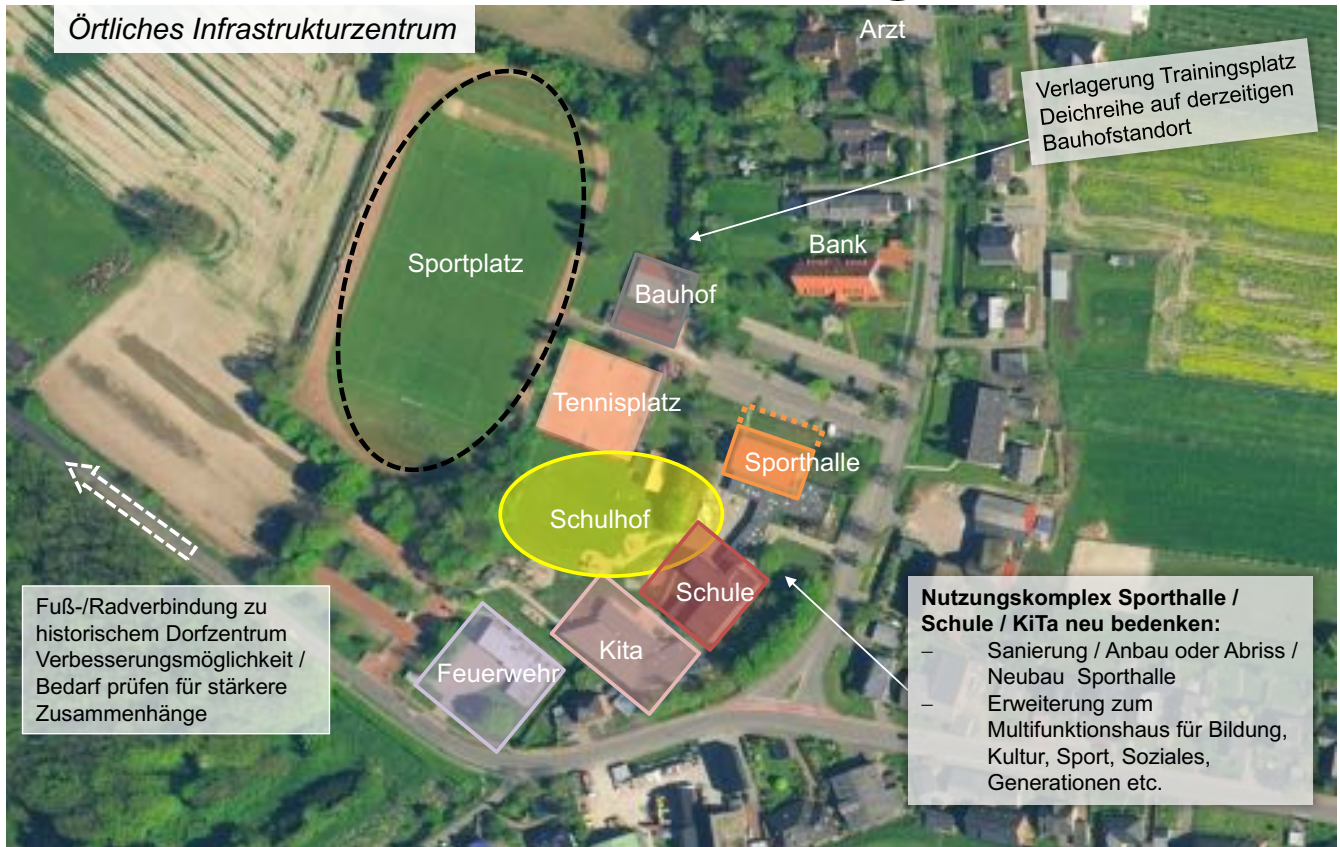 Örtliches Infrastrukturzentrum
Arzt
Verlagerung Trainingsplatz
Deichreihe auf derzeitigen
Bauhofstandort
Sportplatz
Bank
Bauhof
Tennisplatz
Sporthalle
Schulhof
Schule
Kita
Feuerwehr
Fuß-/Radverbindung zu
historischem Dorfzentrum
Verbesserungsmöglichkeit /
Bedarf prüfen für stärkere
Zusammenhänge
Nutzungskomplex Sporthalle /
Schule / KiTa neu bedenken:
– Sanierung / Anbau oder Abriss /
Neubau Sporthalle
– Erweiterung zum
Multifunktionshaus für Bildung,
Kultur, Sport, Soziales,
Generationen etc.